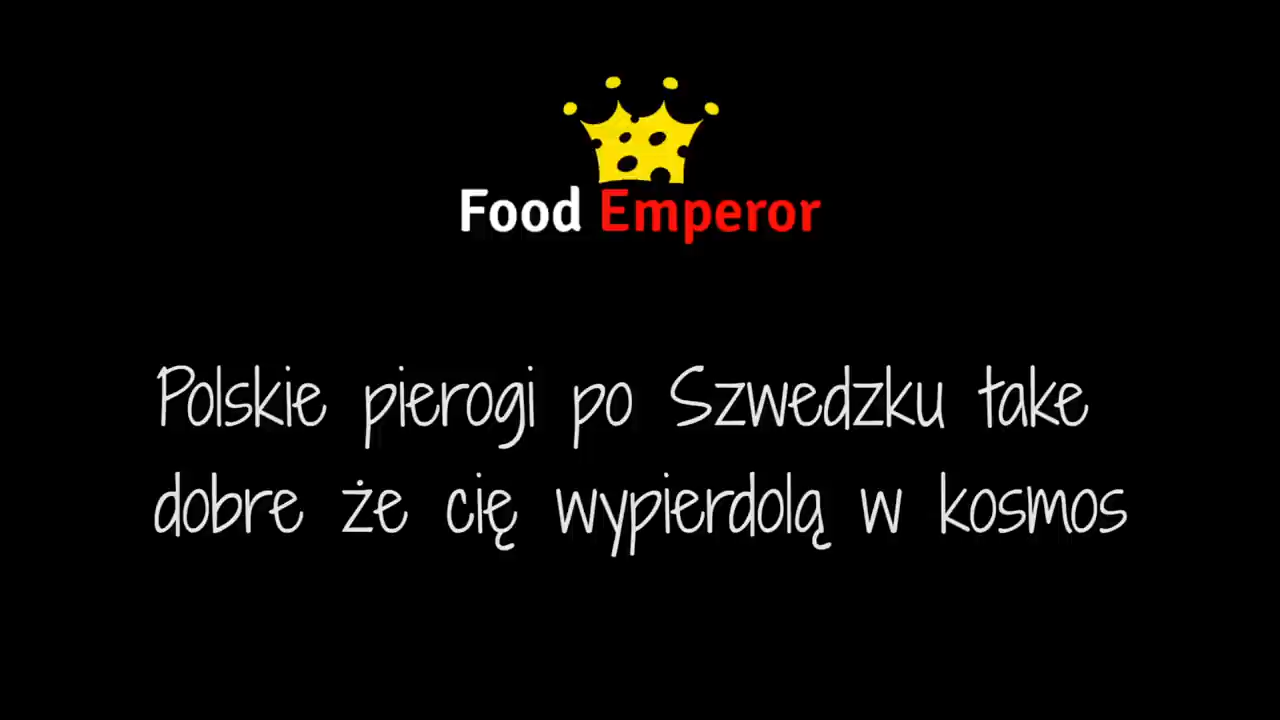 Food Emperor
Polskie pierogi po Szwedzku take
dobre że cię wypierdolą w kosmos